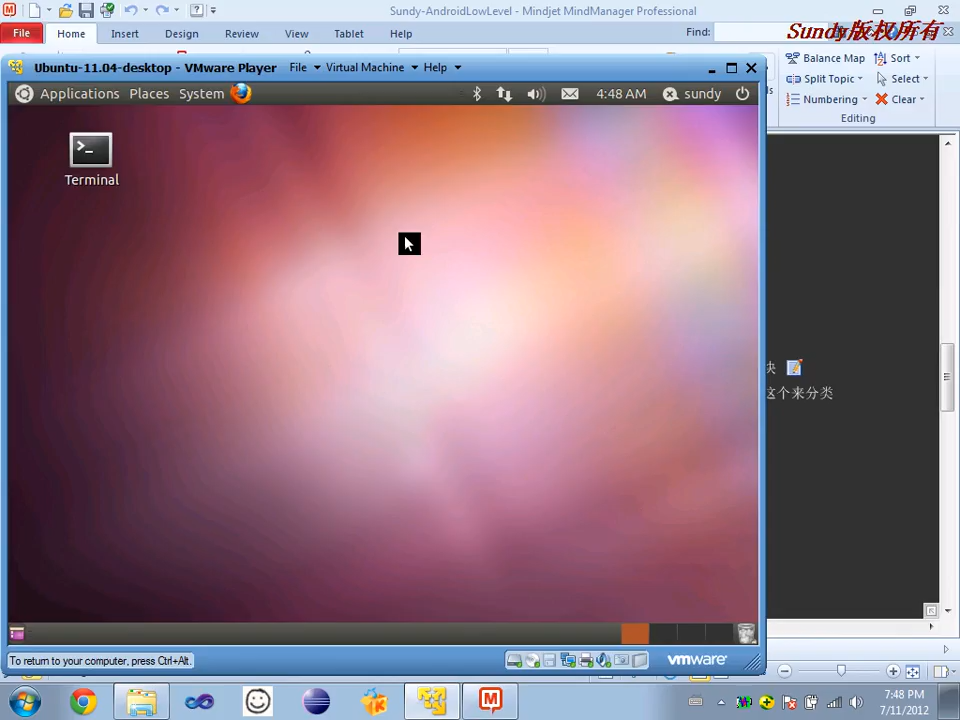 Sundy-AndroidLowLevel - Mindjet MindManager Professional
File Home Insert Design Review View Tablet Help Find:
Sundy版权所有
Balance Map Sort
Split Topic Select
Numbering Clear
Editing
Ubuntu-11.04-desktop - VMware Player File Virtual Machine Help
Applications Places System 4:48 AM sundy
Terminal
这个来分类
To return to your computer, press Ctrl+Alt.
vmware
7:48 PM
7/11/2012